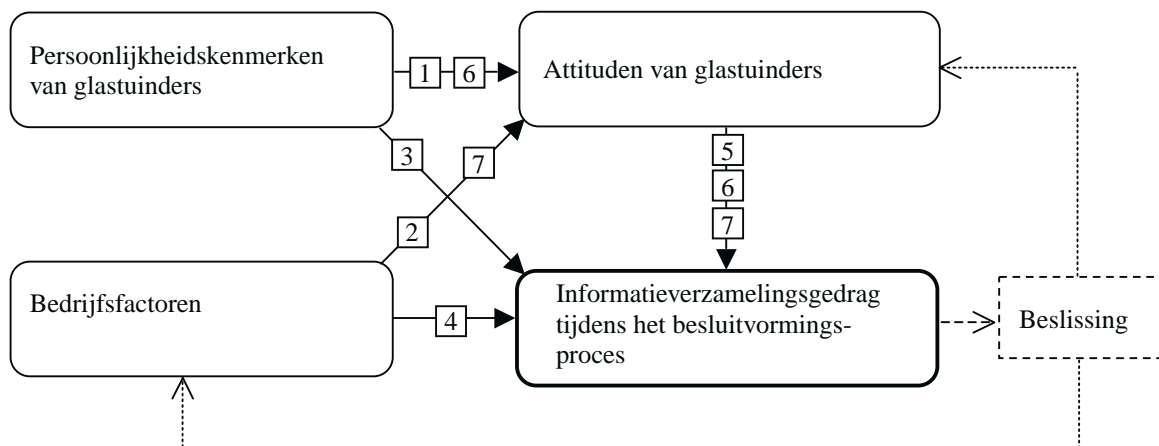 Persoonlijkheidskenmerken
van glastuinders
1 6
Attituden van glastuinders
3
7
2
5
6
7
Bedrijfsfactoren
4
Informatieverzamelingsgedrag
tijdens het besluitvormings-
proces
Beslissing